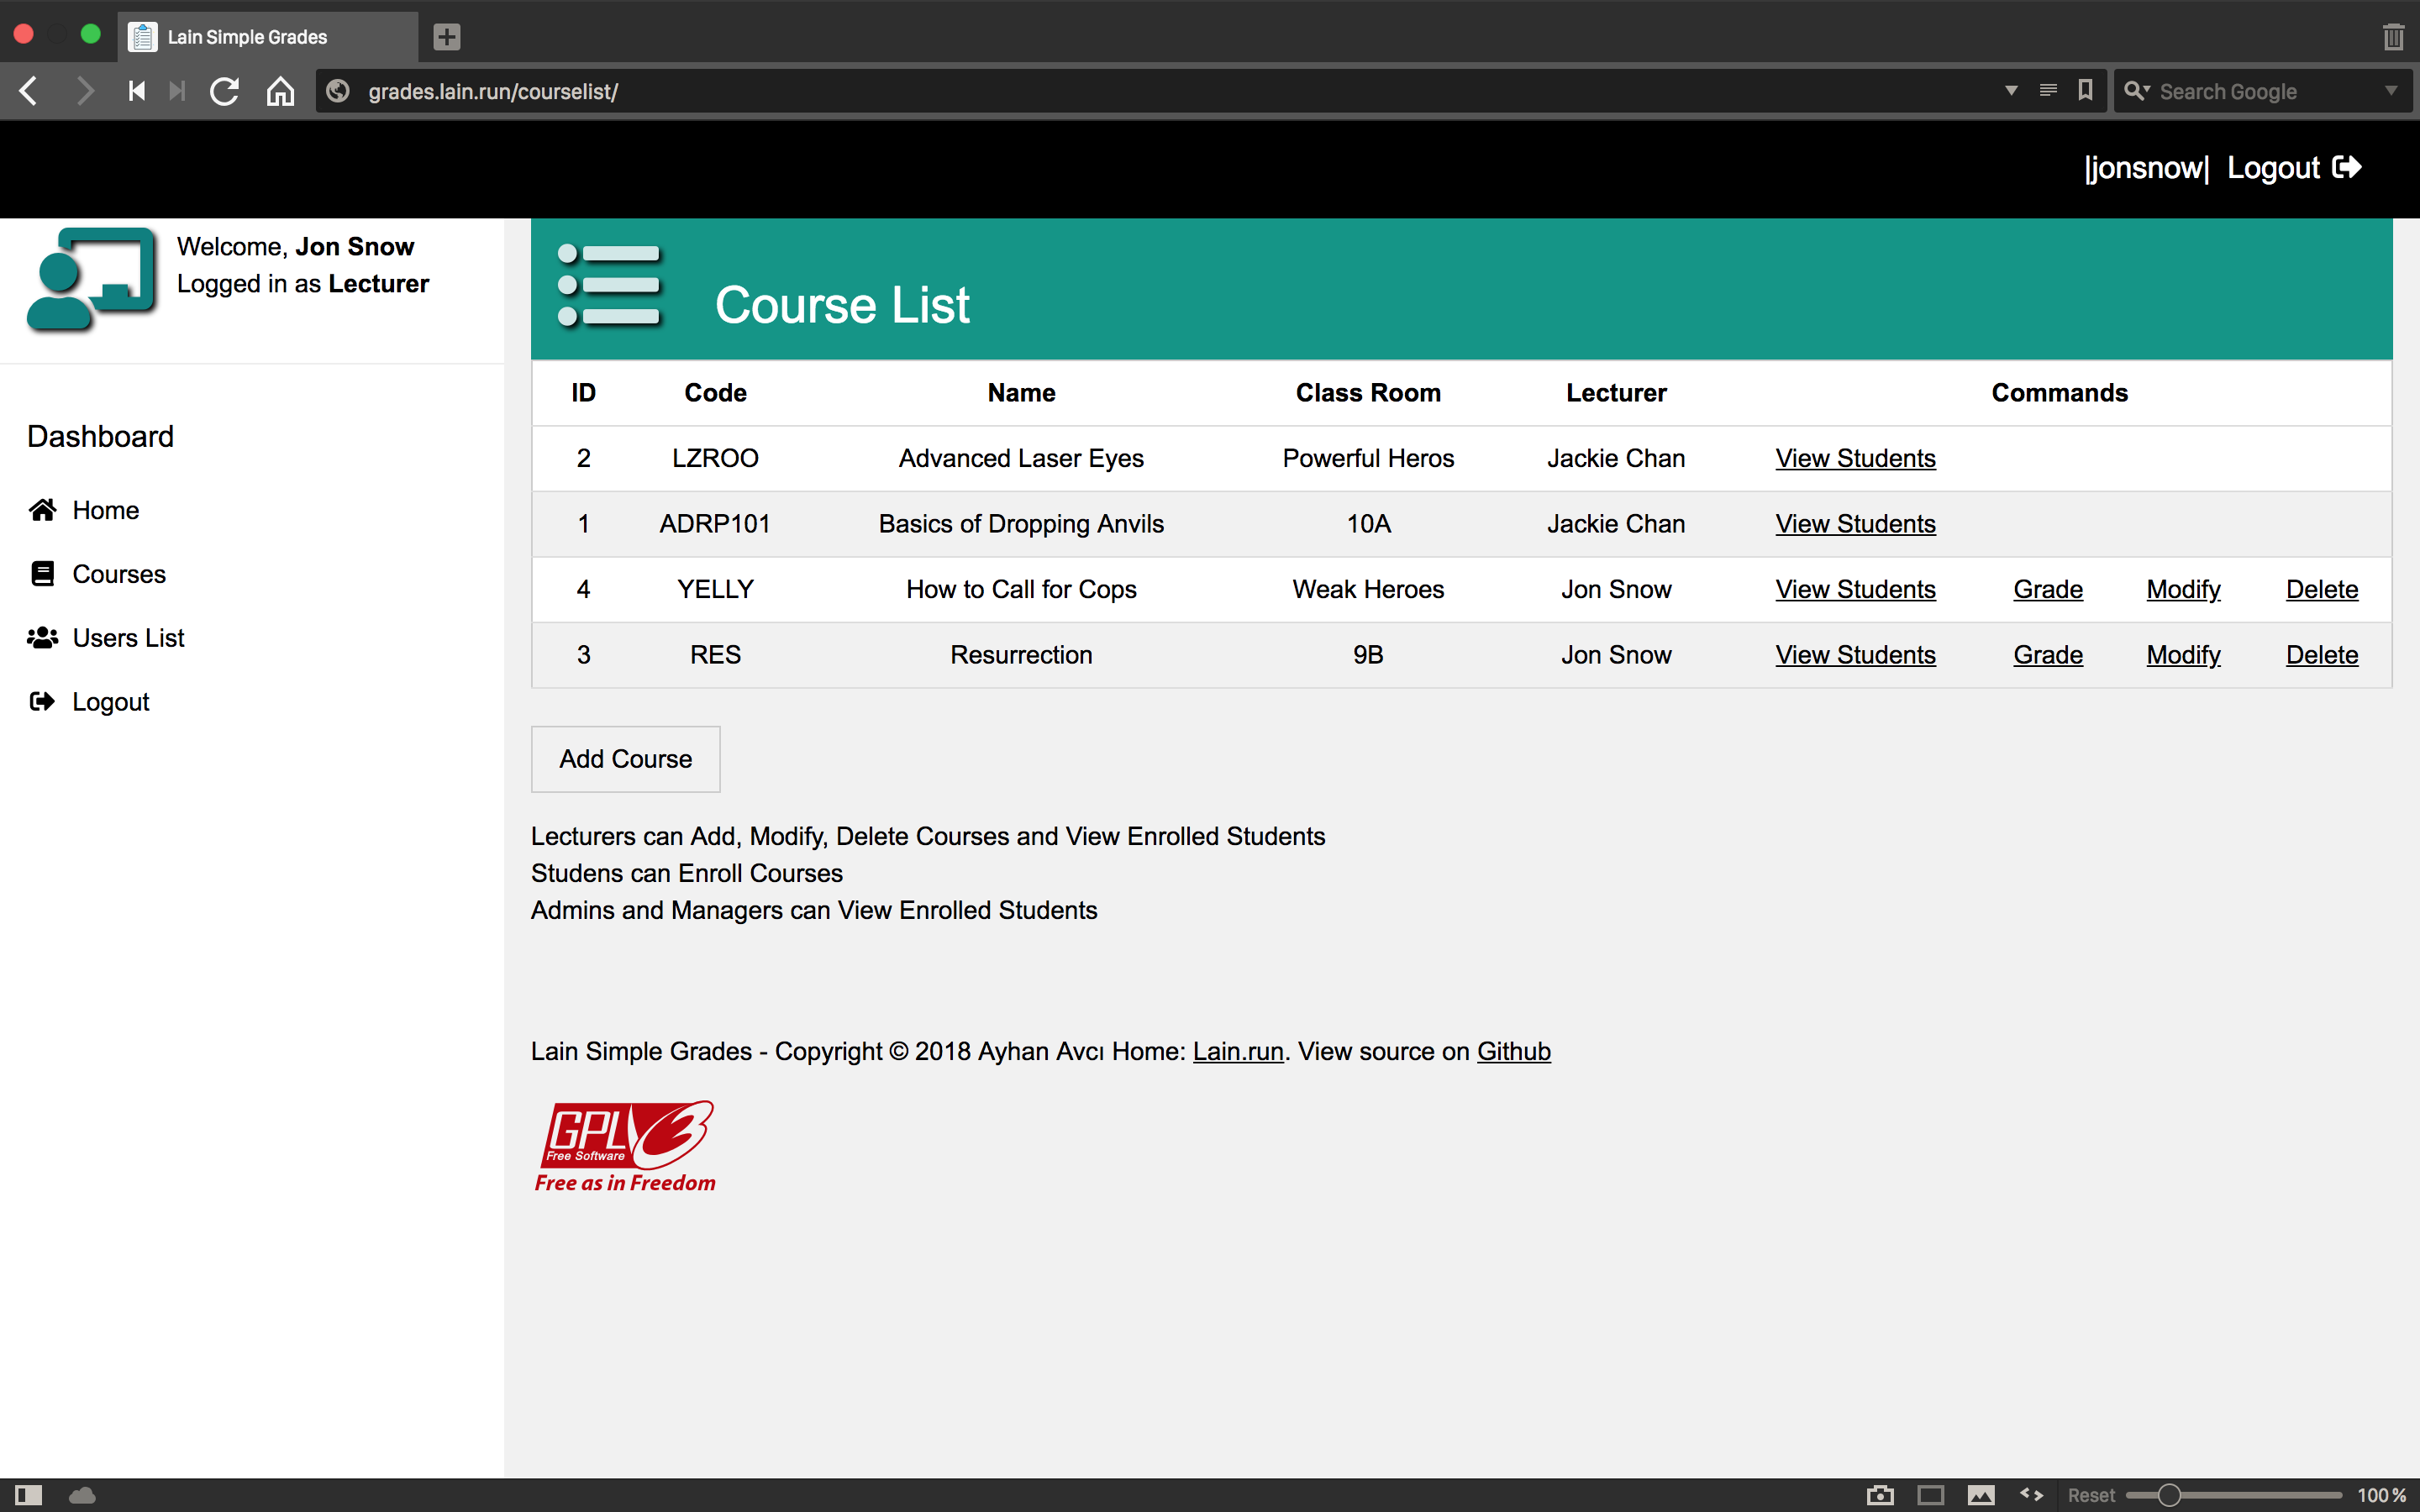 Lain Simple Grades
grades.lain.run/courselist/
Search Google
|jonsnow| Logout
Welcome, Jon Snow
Logged in as Lecturer
Dashboard
Home
Courses
Users List
Logout
Course List
ID Code Name Class Room Lecturer Commands
2 LZROO Advanced Laser Eyes Powerful Heros Jackie Chan View Students
1 ADRP101 Basics of Dropping Anvils 10A Jackie Chan View Students
4 YELLY How to Call for Cops Weak Heroes Jon Snow View Students Grade Modify Delete
3 RES Resurrection 9B Jon Snow View Students Grade Modify Delete
Add Course
Lecturers can Add, Modify, Delete Courses and View Enrolled Students
Studens can Enroll Courses
Admins and Managers can View Enrolled Students
Lain Simple Grades - Copyright © 2018 Ayhan Avcı Home: Lain.run. View source on Github
GPLv3
Free Software
Free as in Freedom
Reset 100 %